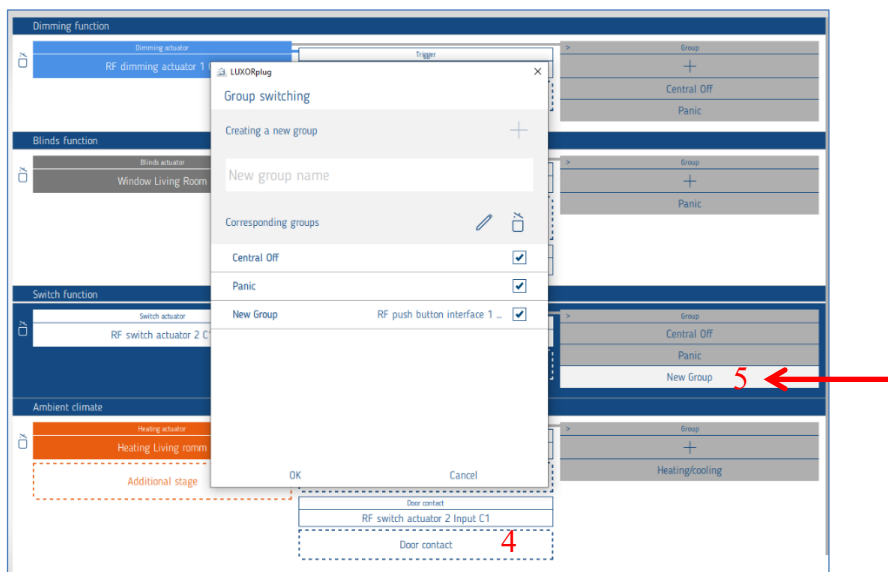 Dimming function
Dimming actuator
RF dimming actuator 1
Trigger
> Group
+
Central Off
Panic
Blinds function
Blinds actuator
Window Living Room
> Group
+
Panic
Switch function
Switch actuator
RF switch actuator 2 C1
> Group
Central Off
Panic
New Group 5
Ambient climate
Heating actuator
Heating Living romm
Additional stage
> Group
+
Heating/cooling
Door contact
RF switch actuator 2 Input C1
Door contact 4
LUXORplug
Group switching
Creating a new group
New group name
Corresponding groups
Central Off
Panic
New Group RF push button interface 1 ...
OK Cancel